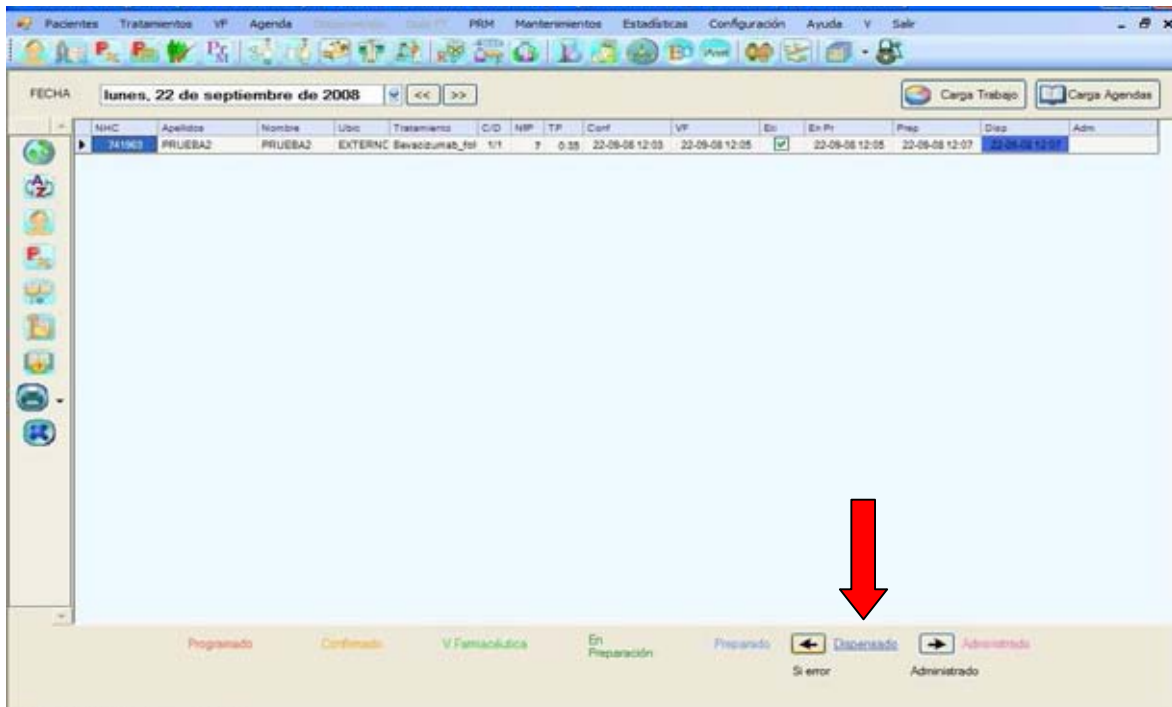 Pacientes Tratamientos VF Agenda PRM Mantenimientos Estadísticas Configuración Ayuda V Salir
FECHA lunes, 22 de septiembre de 2008 << >> Carga Trabajo Carga Agendas
NHC Apellidos Nombre Ubic Tratamiento C/D NºP T.P. Conf VF En En Pr Prep Disp Adm
741963 PRUEBA2 PRUEBA2 EXTERNC Bevacizumab_fol 1/1 7 0.35 22-09-08 12:03 22-09-08 12:05 22-09-08 12:05 22-09-08 12:07 22-09-08 12:07
Programado Confirmado V.Farmacéutica En Preparación Preparado Dispensado Administrado
Si error Administrado